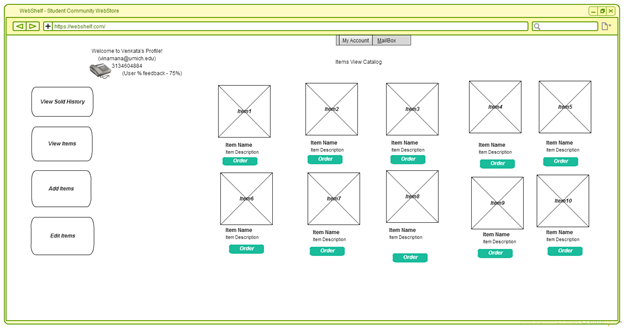 WebShelf - Student Community WebStore
https://webshelf.com/
My Account MailBox
Welcome to Venkata's Profile!
(vknamana@umich.edu)
3134604884
(User % feedback - 75%)
Items View Catalog
View Sold History
View Items
Add Items
Edit Items
Item1 Item2 Item3 Item4 Item5
Item Name Item Name Item Name Item Name Item Name
Item Description Item Description Item Description Item Description Item Description
Order Order Order Order Order
Item6 Item7 Item8 Item9 Item10
Item Name Item Name Item Name Item Name Item Name
Item Description Item Description Item Description Item Description Item Description
Order Order Order Order Order